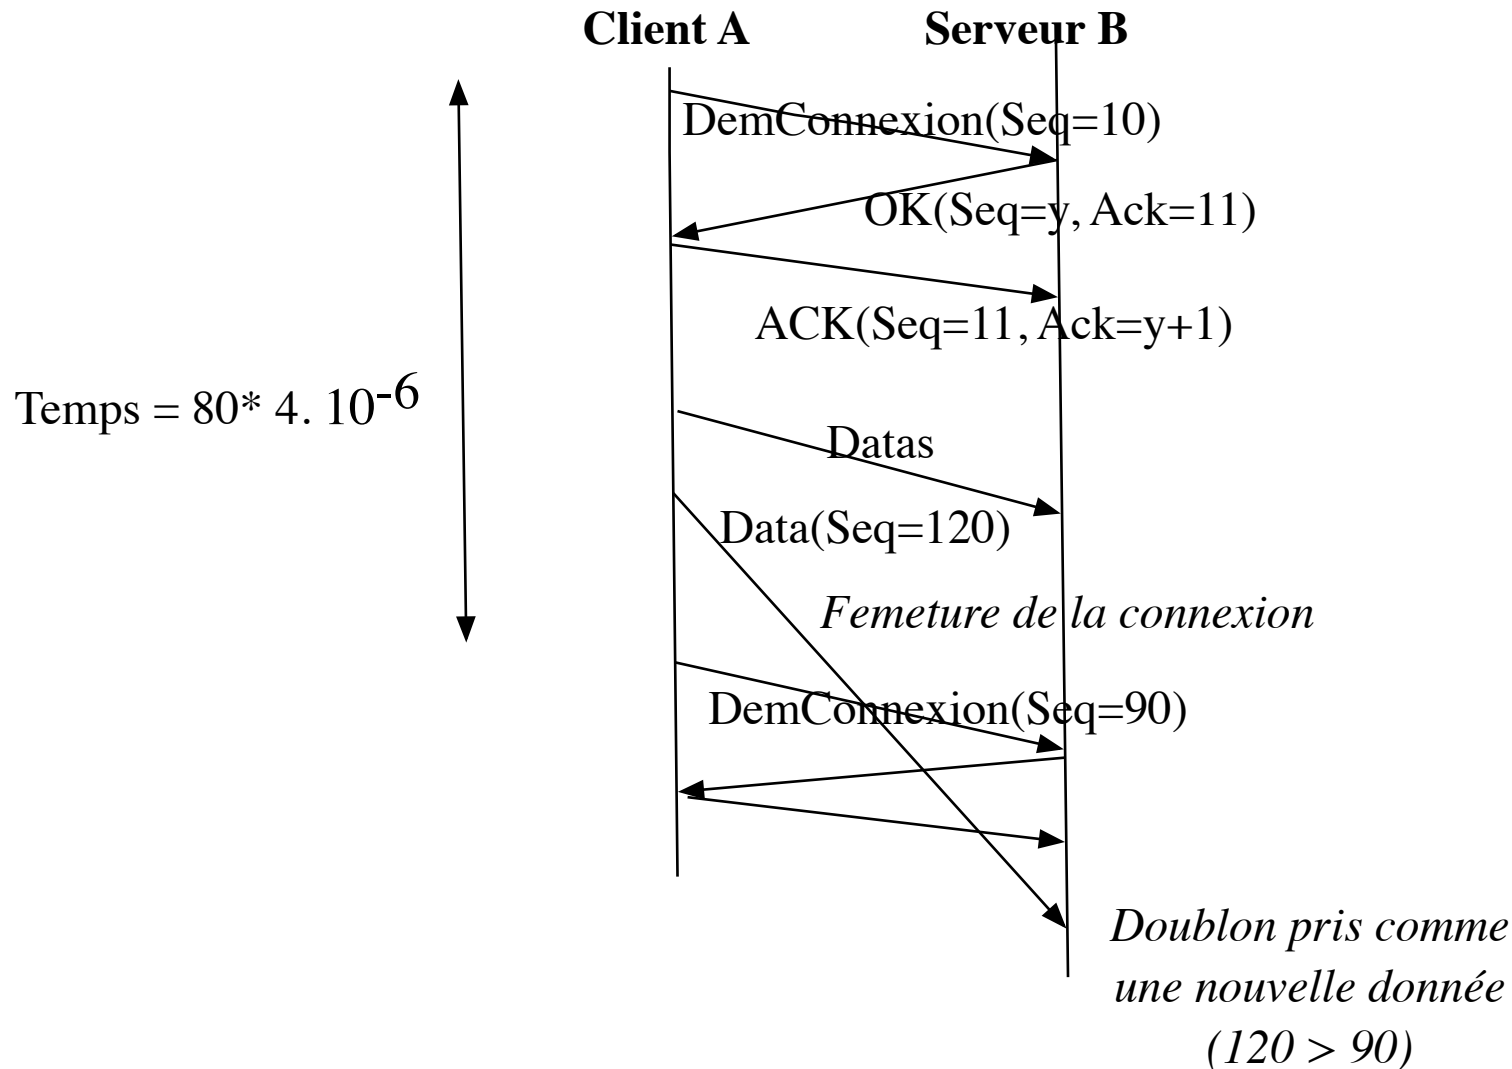 Client A
Serveur B
DemConnexion(Seq=10)
OK(Seq=y, Ack=11)
ACK(Seq=11, Ack=y+1)
Temps = 80* 4. 10-6
Datas
Data(Seq=120)
Femeture de la connexion
DemConnexion(Seq=90)
Doublon pris comme
une nouvelle donnée
(120 > 90)